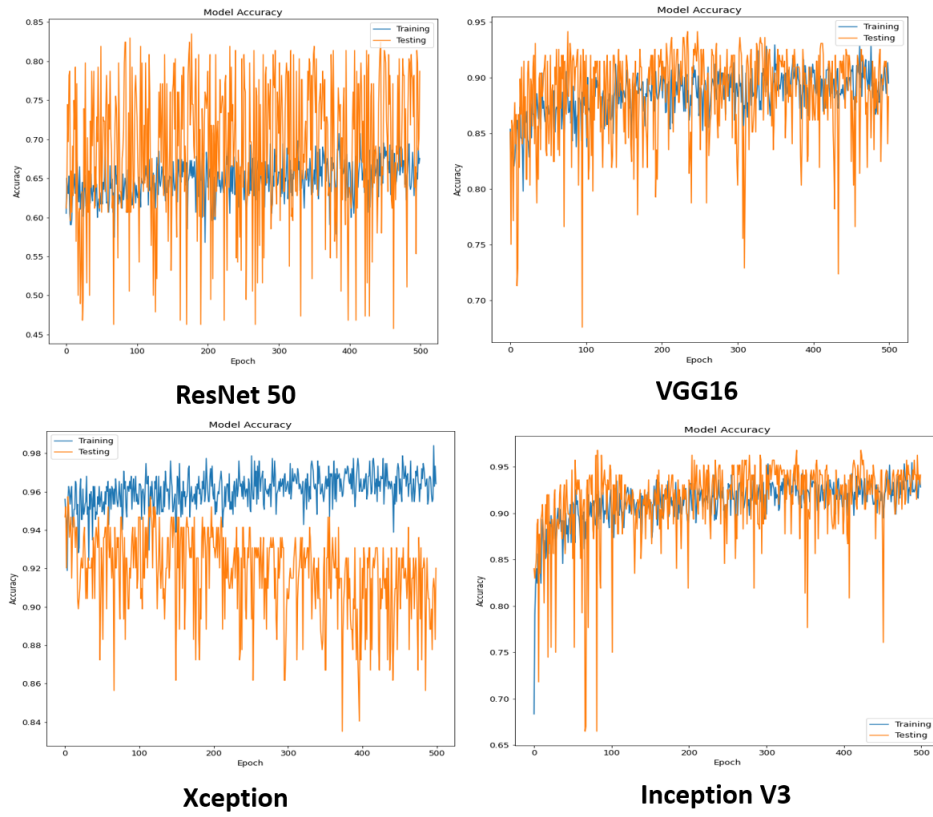 Model Accuracy
Training
Testing
0.85
0.80
0.75
0.70
0.65
0.60
0.55
0.50
0.45
Accuracy
0 100 200 300 400 500
Epoch
ResNet 50
Model Accuracy
Training
Testing
0.95
0.90
0.85
0.80
0.75
0.70
Accuracy
0 100 200 300 400 500
Epoch
VGG16
Model Accuracy
Training
Testing
0.98
0.96
0.94
0.92
0.90
0.88
0.86
0.84
Accuracy
0 100 200 300 400 500
Epoch
Xception
Model Accuracy
0.95
0.90
0.85
0.80
0.75
0.70
0.65
Accuracy
Training
Testing
0 100 200 300 400 500
Epoch
Inception V3